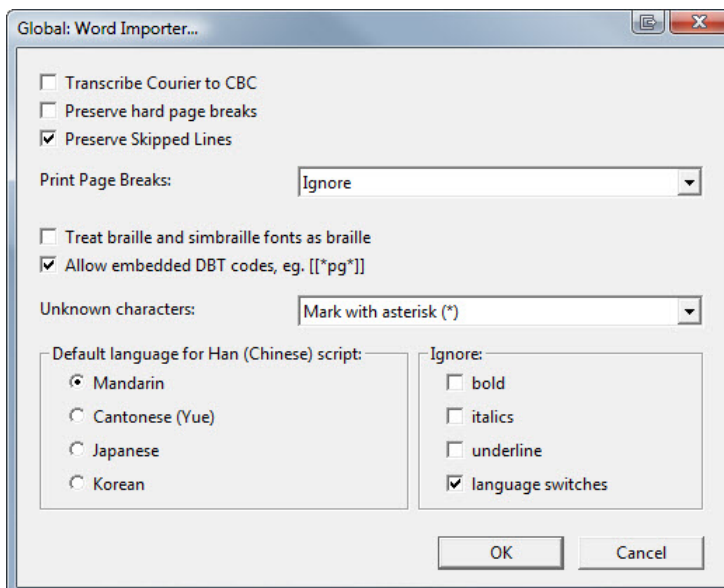 Global: Word Importer...
Transcribe Courier to CBC
Preserve hard page breaks
Preserve Skipped Lines
Print Page Breaks: Ignore
Treat braille and simbraille fonts as braille
Allow embedded DBT codes, eg. [[*pg*]]
Unknown characters: Mark with asterisk (*)
Default language for Han (Chinese) script:
Mandarin
Cantonese (Yue)
Japanese
Korean
Ignore:
bold
italics
underline
language switches
OK Cancel